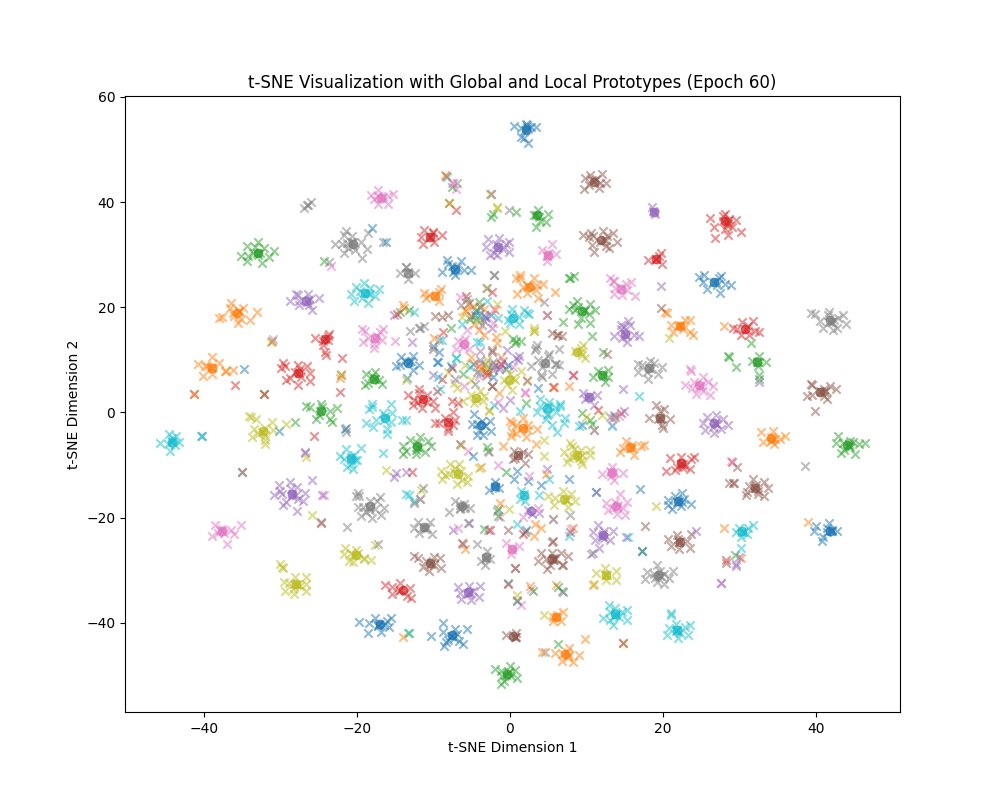 t-SNE Visualization with Global and Local Prototypes (Epoch 60)
60
40
20
0
−20
−40
t-SNE Dimension 2
−40 −20 0 20 40
t-SNE Dimension 1